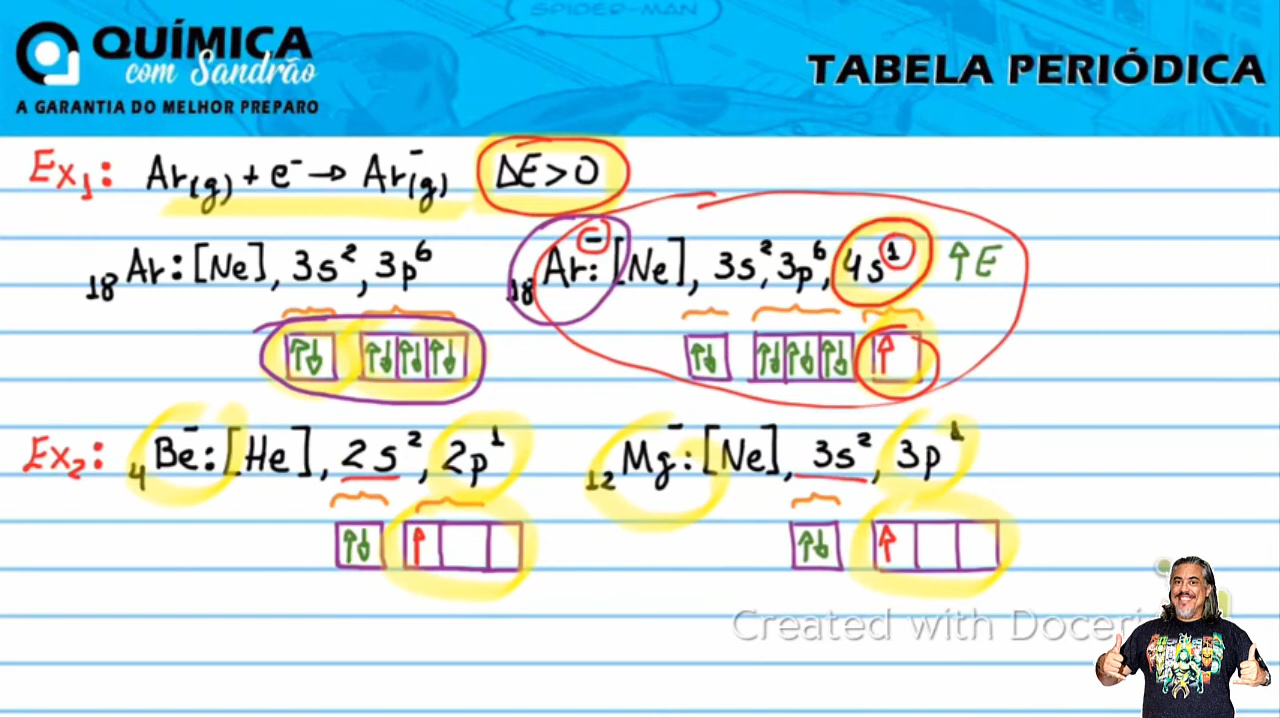 SPIDER-MAN
QUÍMICA
com Sandrão
A GARANTIA DO MELHOR PREPARO
TABELA PERIÓDICA
Ex₁: Ar(g) + e⁻ → Ar⁻(g) ΔE > 0
₁₈Ar: [Ne], 3s², 3p⁶
₁₈Ar⁻: [Ne], 3s², 3p⁶, 4s¹ ↑E
↑↓ ↑↓ ↑↓ ↑↓
↑↓ ↑↓ ↑↓ ↑↓ ↑
Ex₂: ₄Be⁻: [He], 2s², 2p¹
₁₂Mg⁻: [Ne], 3s², 3p¹
↑↓ ↑
↑↓ ↑
Created with Doceri